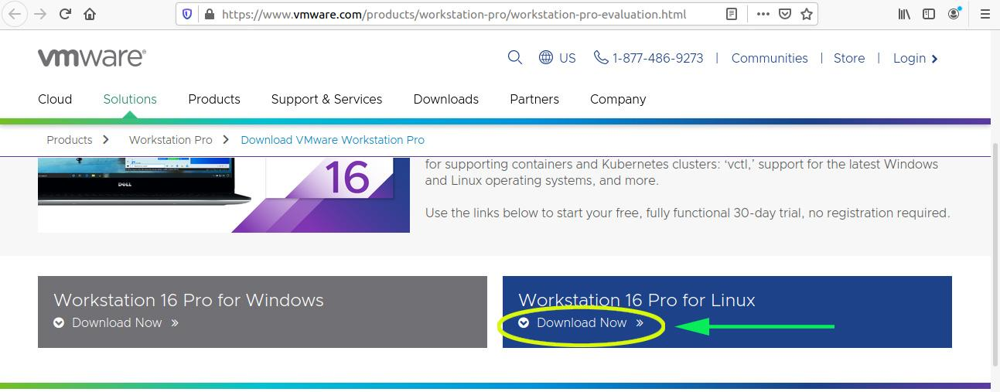 https://www.vmware.com/products/workstation-pro/workstation-pro-evaluation.html
vmware®
US 1-877-486-9273 | Communities | Store | Login
Cloud Solutions Products Support & Services Downloads Partners Company
Products Workstation Pro Download VMware Workstation Pro
DELL
16
for supporting containers and Kubernetes clusters: ‘vctl,’ support for the latest Windows
and Linux operating systems, and more.
Use the links below to start your free, fully functional 30-day trial, no registration required.
Workstation 16 Pro for Windows
Download Now »
Workstation 16 Pro for Linux
Download Now »